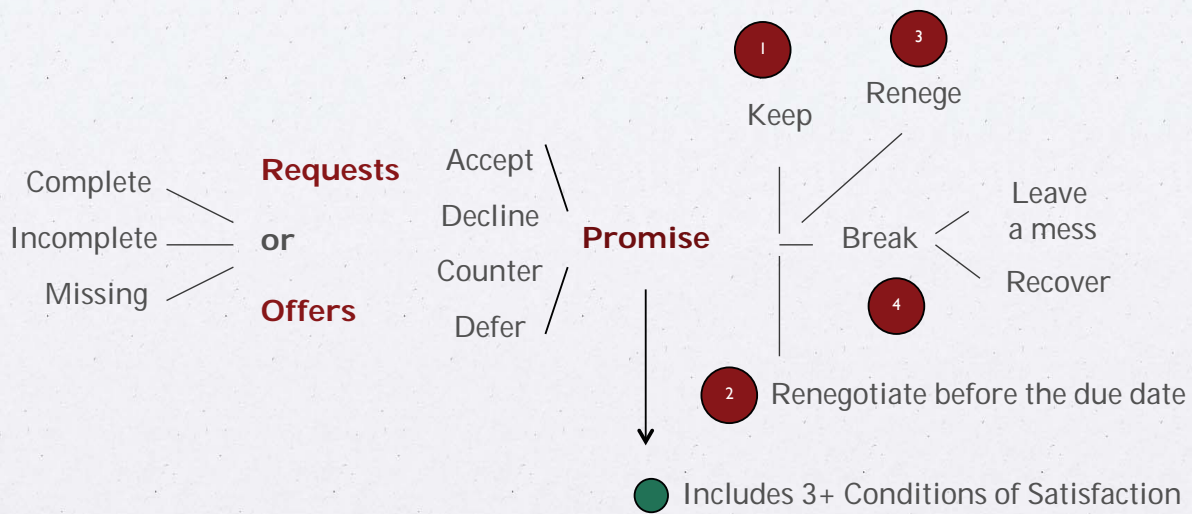 Complete
Incomplete
Missing
Requests
or
Offers
Accept
Decline
Counter
Defer
Promise
1
Keep
3
Renege
Break
4
Leave
a mess
Recover
2 Renegotiate before the due date
Includes 3+ Conditions of Satisfaction